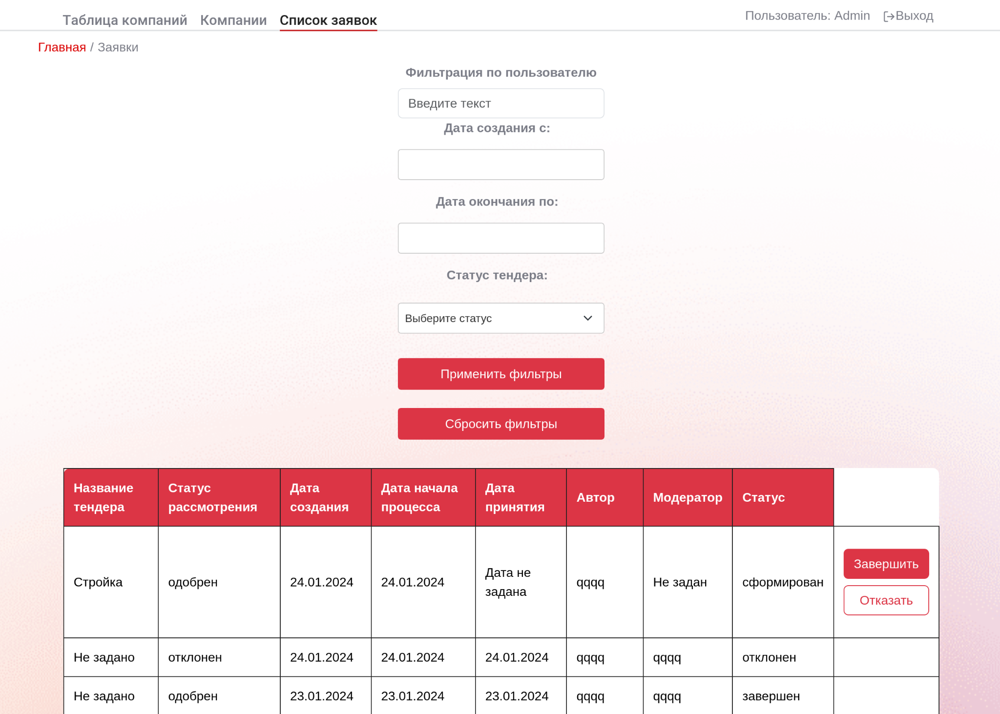 Таблица компаний Компании Список заявок Пользователь: Admin Выход
Главная / Заявки
Фильтрация по пользователю
Введите текст
Дата создания с:
Дата окончания по:
Статус тендера:
Выберите статус
Применить фильтры
Сбросить фильтры
Название тендера Статус рассмотрения Дата создания Дата начала процесса Дата принятия Автор Модератор Статус
Стройка одобрен 24.01.2024 24.01.2024 Дата не задана qqqq Не задан сформирован Завершить Отказать
Не задано отклонен 24.01.2024 24.01.2024 24.01.2024 qqqq qqqq отклонен
Не задано одобрен 23.01.2024 23.01.2024 23.01.2024 qqqq qqqq завершен